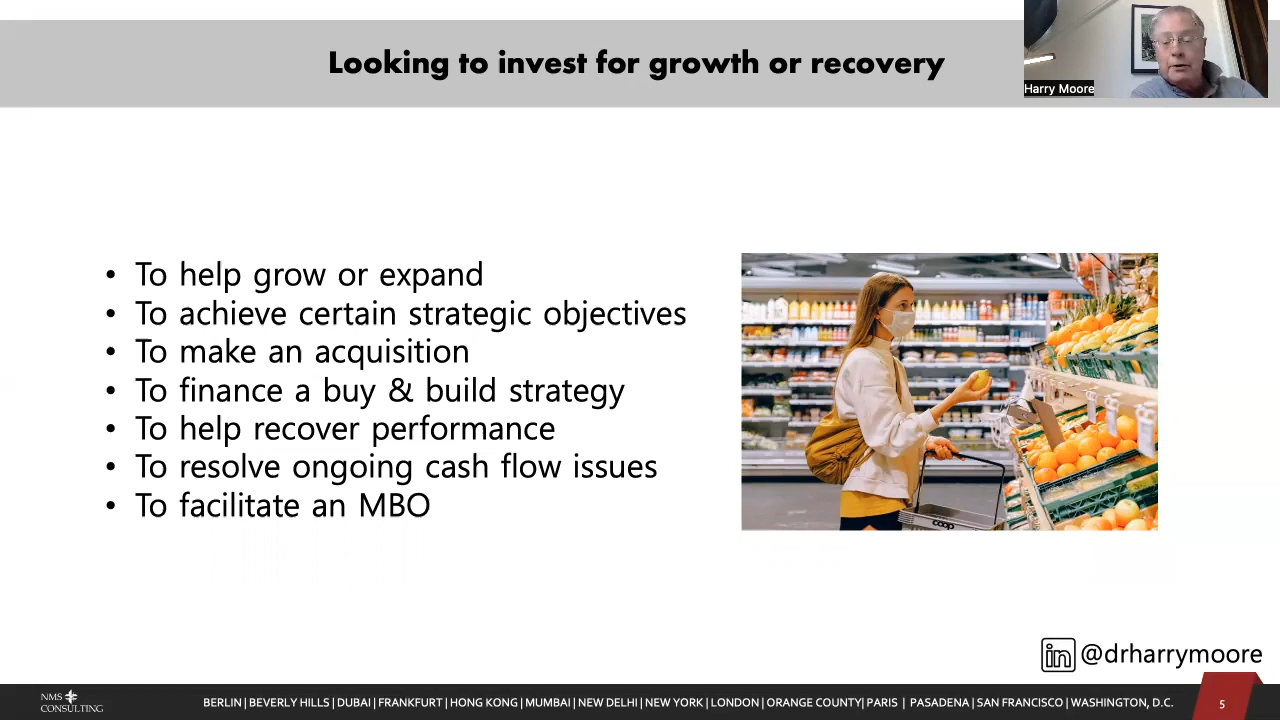 Looking to invest for growth or recovery
Harry Moore
• To help grow or expand
• To achieve certain strategic objectives
• To make an acquisition
• To finance a buy & build strategy
• To help recover performance
• To resolve ongoing cash flow issues
• To facilitate an MBO
coop
in @drharrymoore
NMS
CONSULTING
BERLIN | BEVERLY HILLS | DUBAI | FRANKFURT | HONG KONG | MUMBAI | NEW DELHI | NEW YORK | LONDON | ORANGE COUNTY| PARIS | PASADENA | SAN FRANCISCO | WASHINGTON, D.C.
5